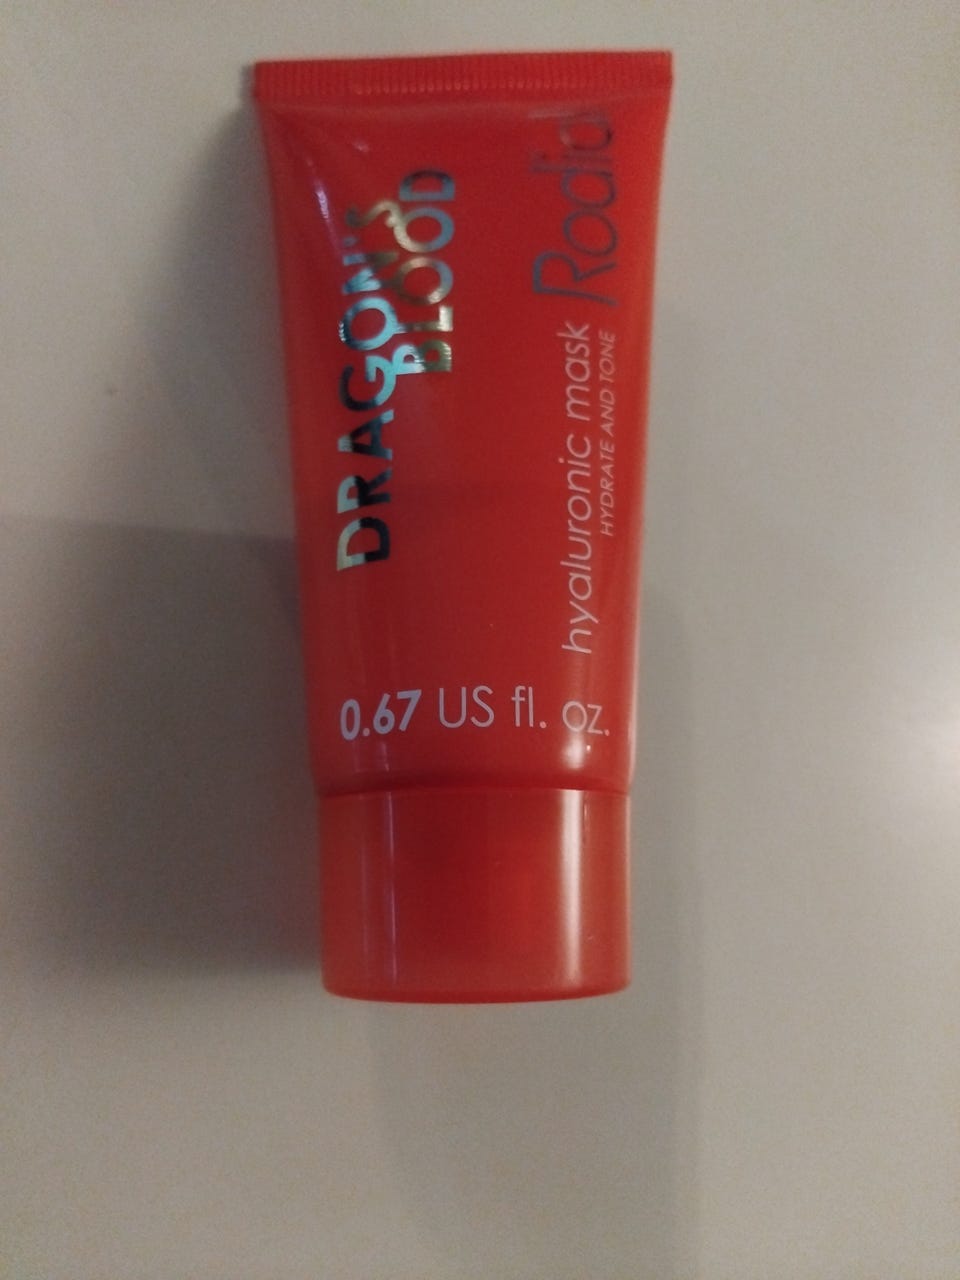 DRAGON'S
BLOOD
Rodial
hyaluronic mask
HYDRATE AND TONE
0.67 US fl. oz.